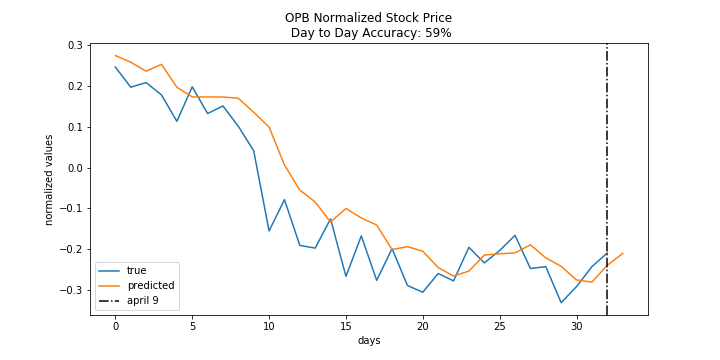 OPB Normalized Stock Price
Day to Day Accuracy: 59%
normalized values
0.3
0.2
0.1
0.0
−0.1
−0.2
−0.3
true
predicted
april 9
0
5
10
15
20
25
30
days